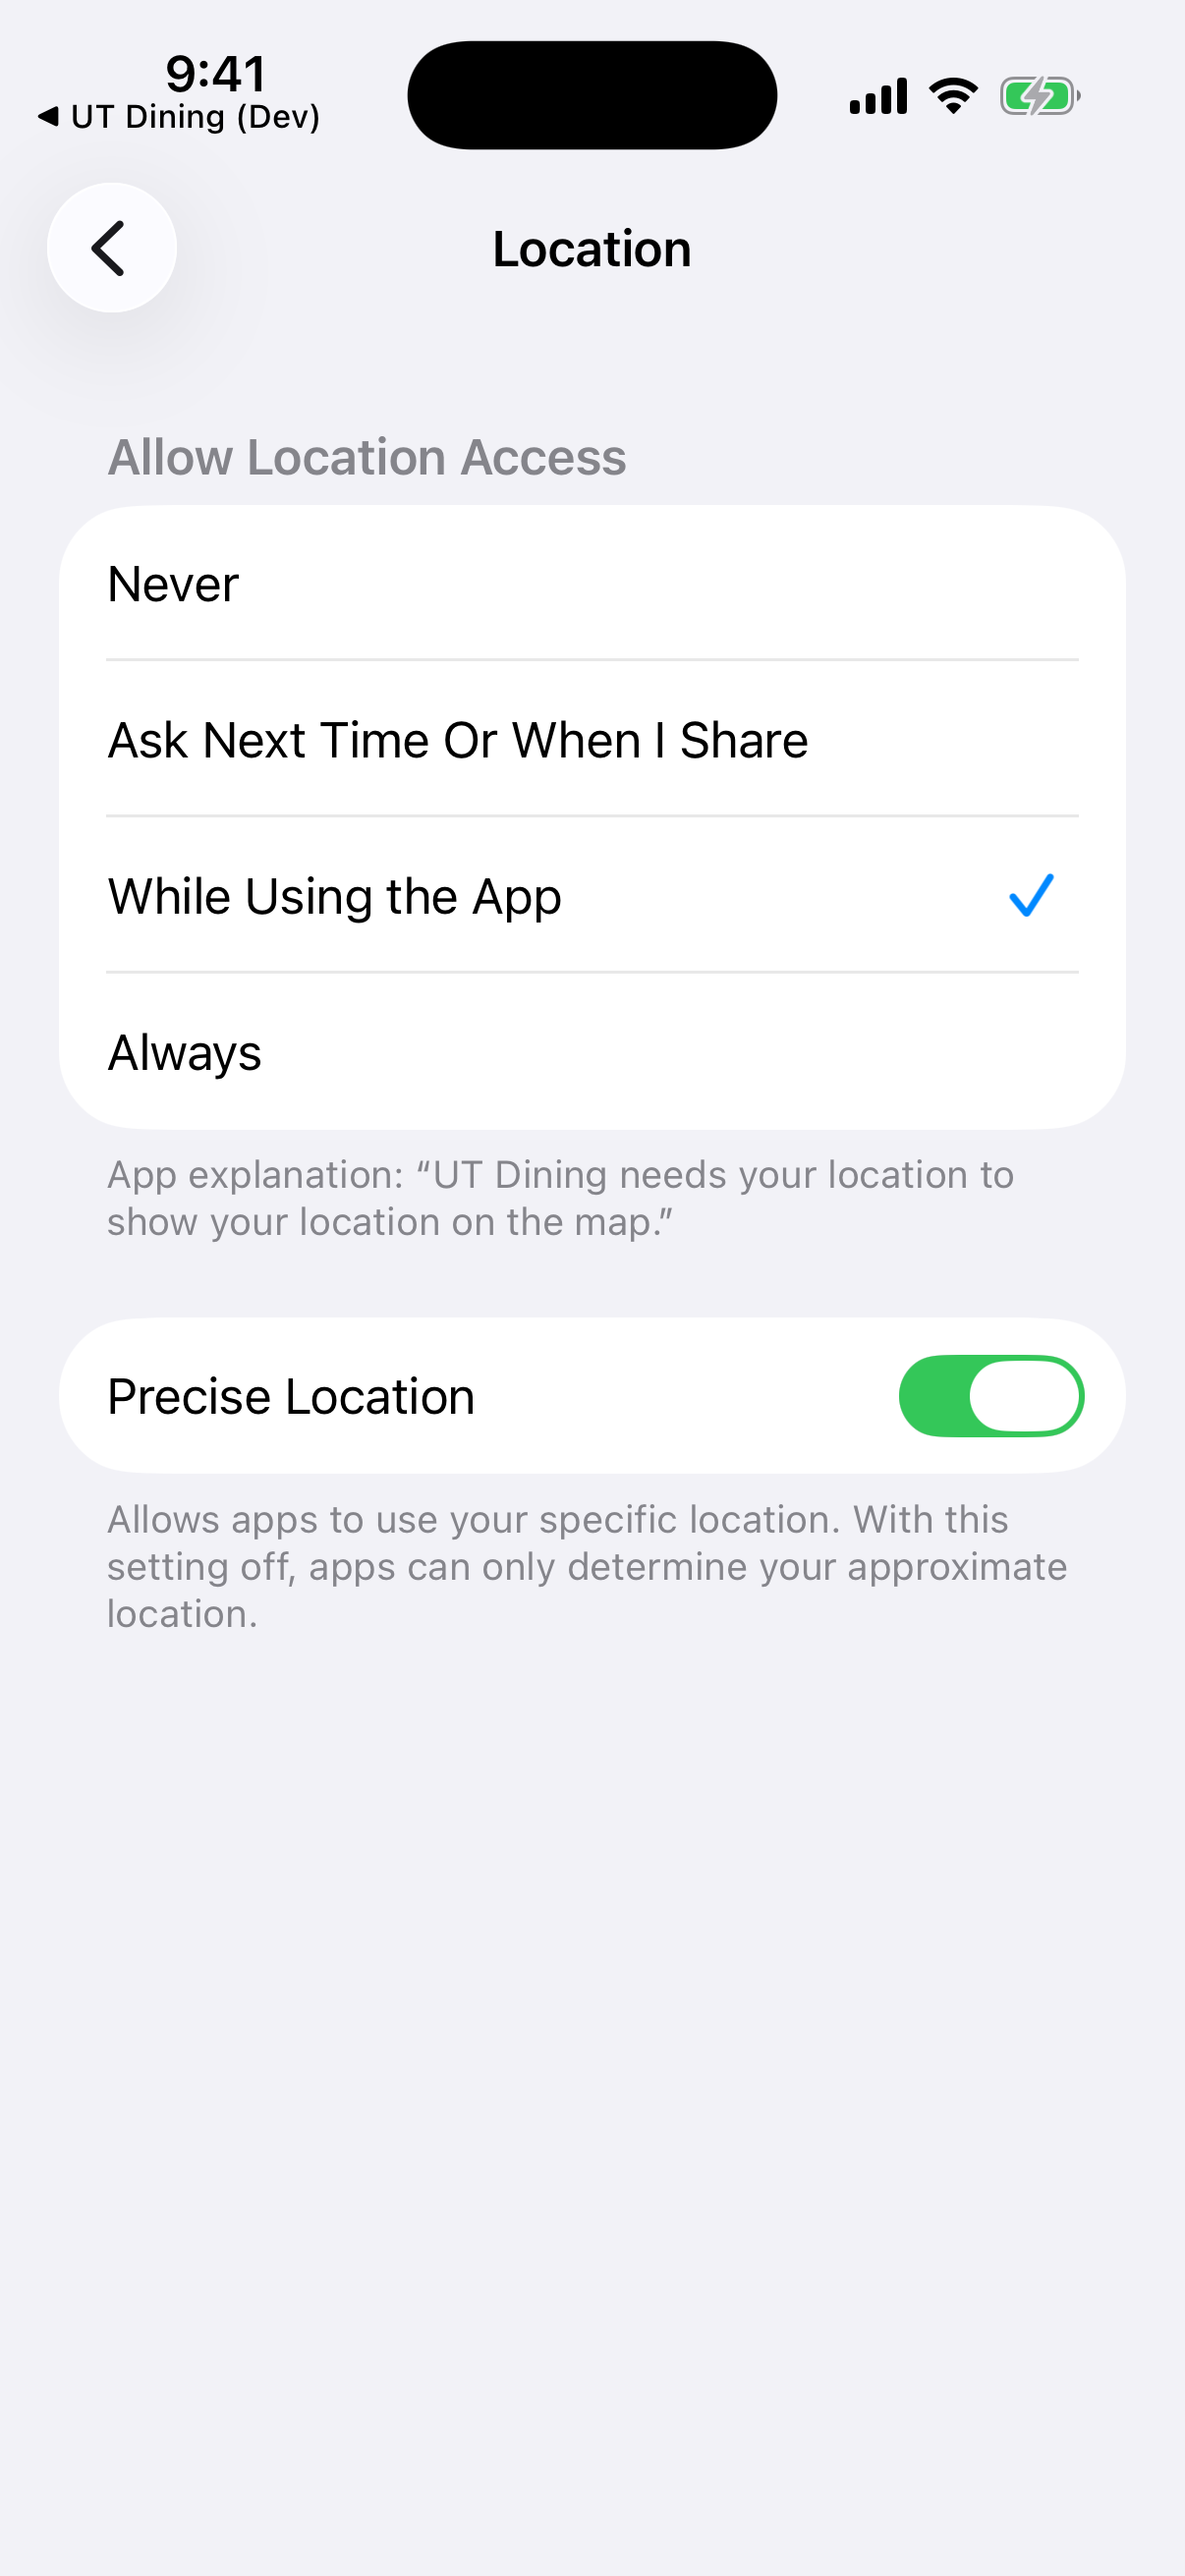 9:41
◀ UT Dining (Dev)
Location
Allow Location Access
Never
Ask Next Time Or When I Share
While Using the App
Always
App explanation: “UT Dining needs your location to
show your location on the map.”
Precise Location
Allows apps to use your specific location. With this
setting off, apps can only determine your approximate
location.